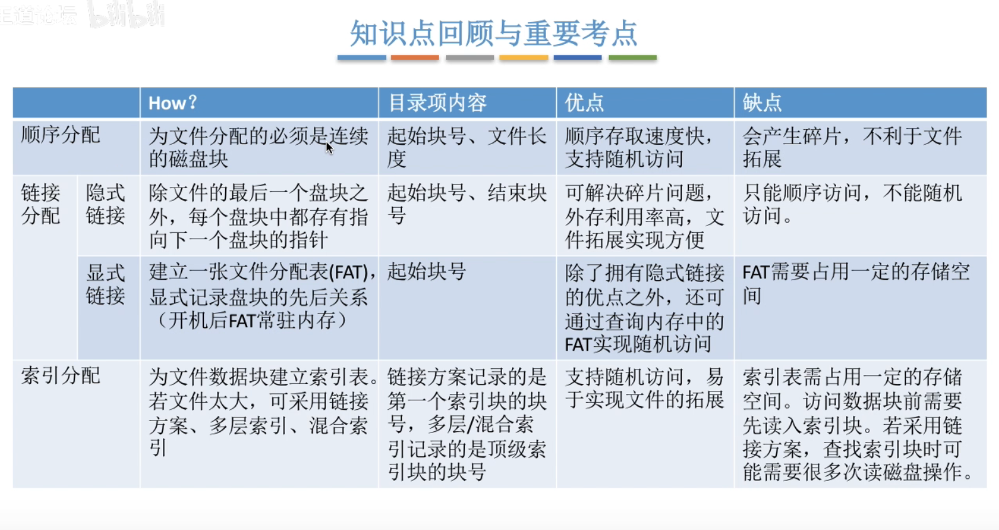 王道论坛 bilibili
知识点回顾与重要考点
How?
目录项内容
优点
缺点
顺序分配
为文件分配的必须是连续
的磁盘块
起始块号、文件长
度
顺序存取速度快，
支持随机访问
会产生碎片，不利于文件
拓展
链接
分配
隐式
链接
除文件的最后一个盘块之
外，每个盘块中都存有指
向下一个盘块的指针
起始块号、结束块
号
可解决碎片问题，
外存利用率高，文
件拓展实现方便
只能顺序访问，不能随机
访问。
显式
链接
建立一张文件分配表(FAT)，
显式记录盘块的先后关系
（开机后FAT常驻内存）
起始块号
除了拥有隐式链接
的优点之外，还可
通过查询内存中的
FAT实现随机访问
FAT需要占用一定的存储空
间
索引分配
为文件数据块建立索引表。
若文件太大，可采用链接
方案、多层索引、混合索
引
链接方案记录的是
第一个索引块的块
号，多层/混合索
引记录的是顶级索
引块的块号
支持随机访问，易
于实现文件的拓展
索引表需占用一定的存储
空间。访问数据块前需要
先读入索引块。若采用链
接方案，查找索引块时可
能需要很多次读磁盘操作。